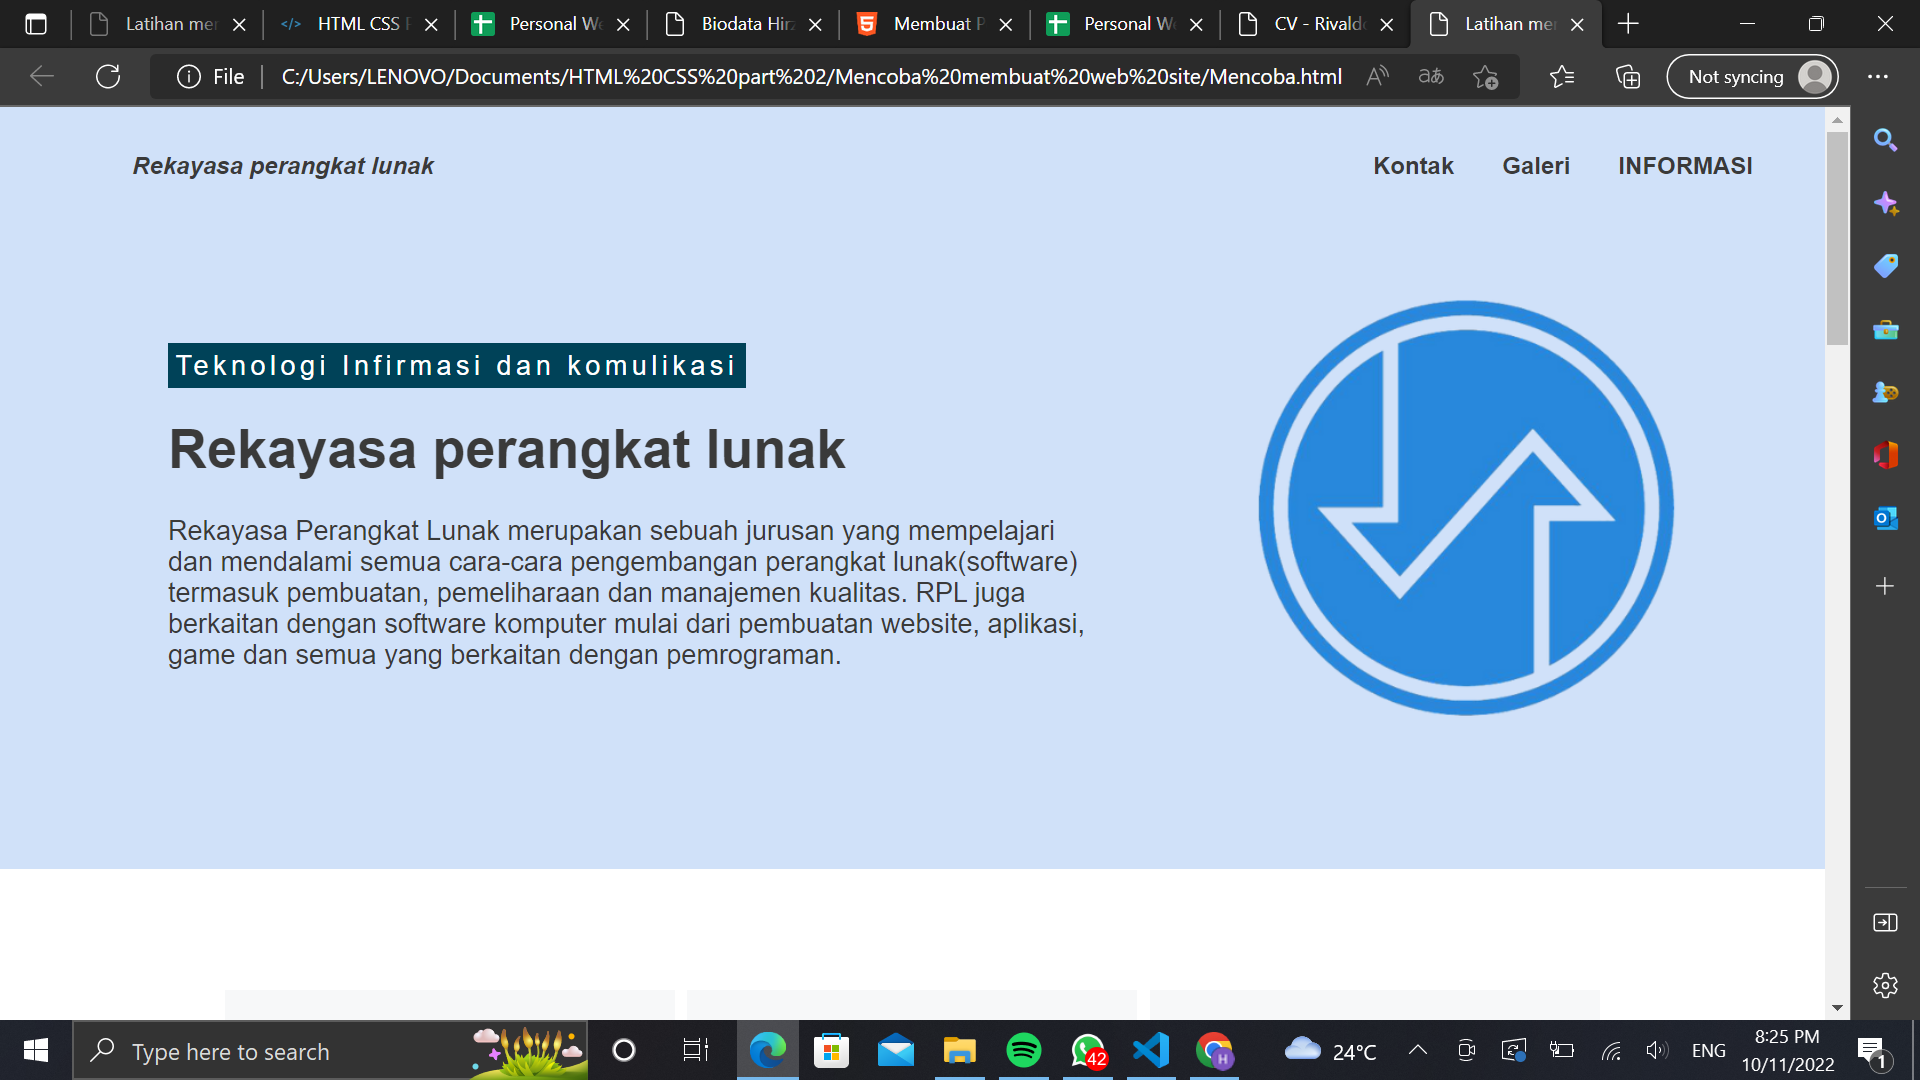 Latihan mer
HTML CSS P
Personal We
Biodata Hirz
Membuat P
Personal We
CV - Rivald
Latihan mer
File
C:/Users/LENOVO/Documents/HTML%20CSS%20part%202/Mencoba%20membuat%20web%20site/Mencoba.html
Not syncing
Rekayasa perangkat lunak
Kontak
Galeri
INFORMASI
Teknologi Infirmasi dan komulikasi
Rekayasa perangkat lunak
Rekayasa Perangkat Lunak merupakan sebuah jurusan yang mempelajari
dan mendalami semua cara-cara pengembangan perangkat lunak(software)
termasuk pembuatan, pemeliharaan dan manajemen kualitas. RPL juga
berkaitan dengan software komputer mulai dari pembuatan website, aplikasi,
game dan semua yang berkaitan dengan pemrograman.
Type here to search
42
H
24°C
ENG
8:25 PM
10/11/2022
1